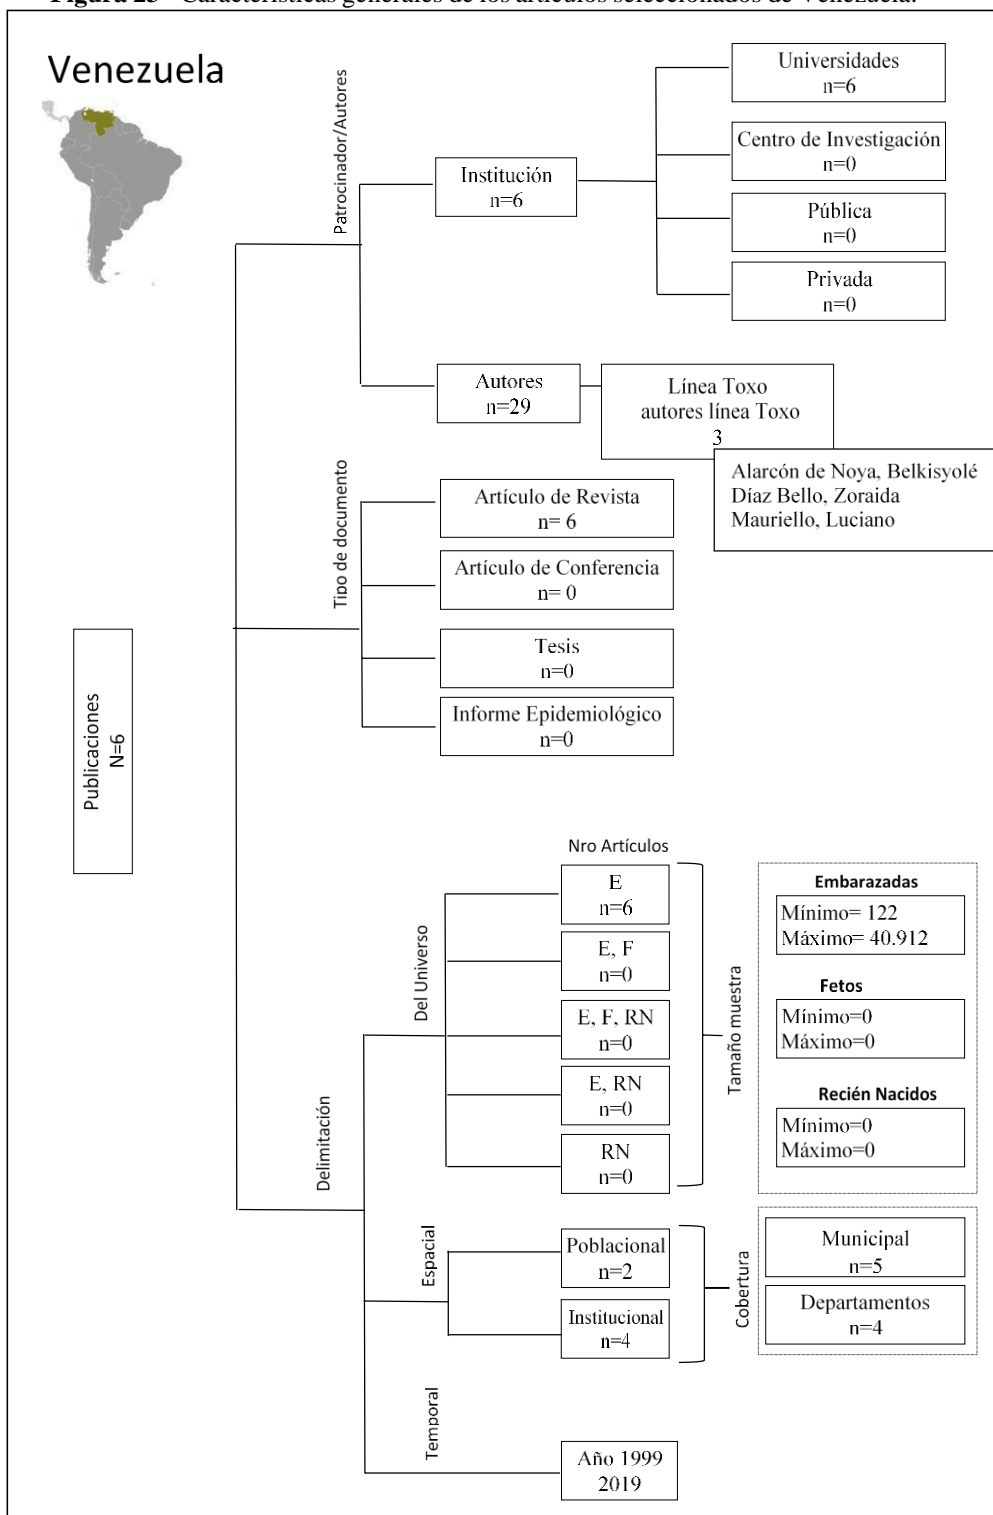 Figura 23 - Características generales de los artículos seleccionados de Venezuela.
Venezuela
Patrocinador/Autores
Institución
n=6
Universidades
n=6
Centro de Investigación
n=0
Pública
n=0
Privada
n=0
Autores
n=29
Línea Toxo
autores línea Toxo
3
Alarcón de Noya, Belkisyolé
Díaz Bello, Zoraida
Mauriello, Luciano
Tipo de documento
Artículo de Revista
n= 6
Artículo de Conferencia
n= 0
Tesis
n=0
Informe Epidemiológico
n=0
Publicaciones
N=6
Delimitación
Del Universo
Nro Artículos
E
n=6
E, F
n=0
E, F, RN
n=0
E, RN
n=0
RN
n=0
Tamaño muestra
Embarazadas
Mínimo= 122
Máximo= 40.912
Fetos
Mínimo=0
Máximo=0
Recién Nacidos
Mínimo=0
Máximo=0
Espacial
Poblacional
n=2
Institucional
n=4
Cobertura
Municipal
n=5
Departamentos
n=4
Temporal
Año 1999
2019